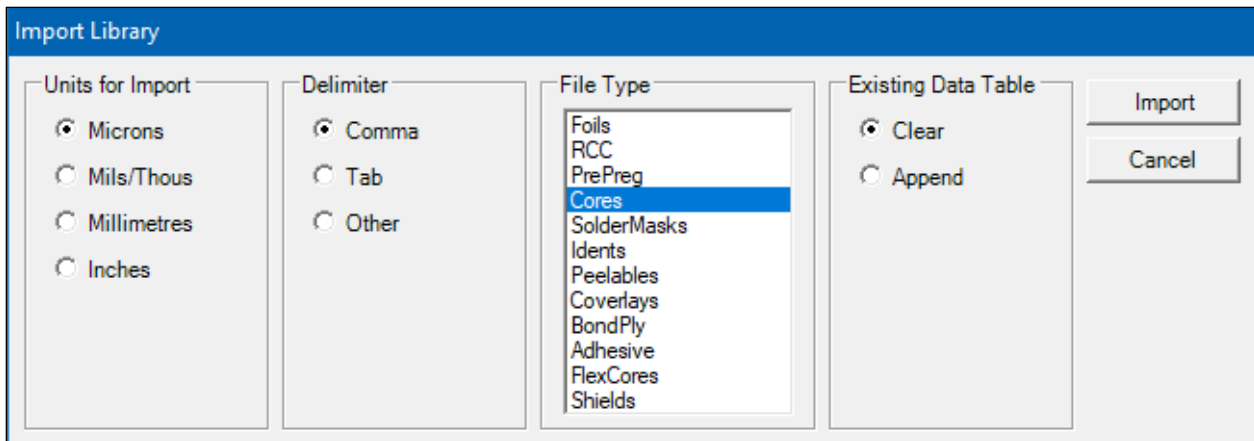 Import Library
Units for Import
Microns
Mils/Thous
Millimetres
Inches
Delimiter
Comma
Tab
Other
File Type
Foils
RCC
PrePreg
Cores
SolderMasks
Idents
Peelables
Coverlays
BondPly
Adhesive
FlexCores
Shields
Existing Data Table
Clear
Append
Import
Cancel